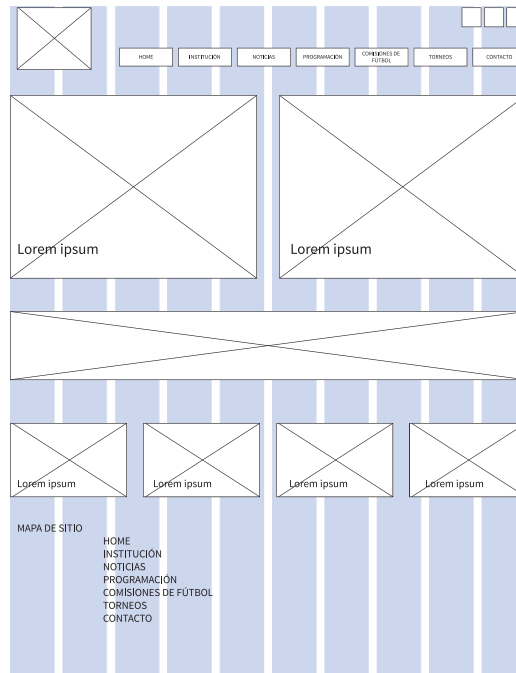 HOME
INSTITUCIÓN
NOTICIAS
PROGRAMACIÓN
COMISIONES DE
FÚTBOL
TORNEOS
CONTACTO
Lorem ipsum
Lorem ipsum
Lorem ipsum
Lorem ipsum
Lorem ipsum
Lorem ipsum
MAPA DE SITIO
HOME
INSTITUCIÓN
NOTICIAS
PROGRAMACIÓN
COMISIONES DE FÚTBOL
TORNEOS
CONTACTO